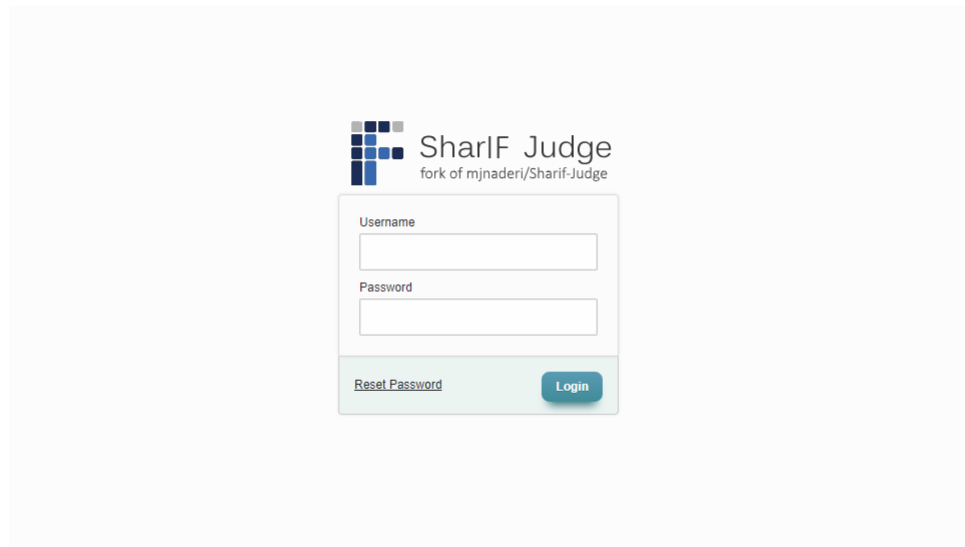 SharIF Judge
fork of mjnaderi/Sharif-Judge
Username
Password
Reset Password
Login